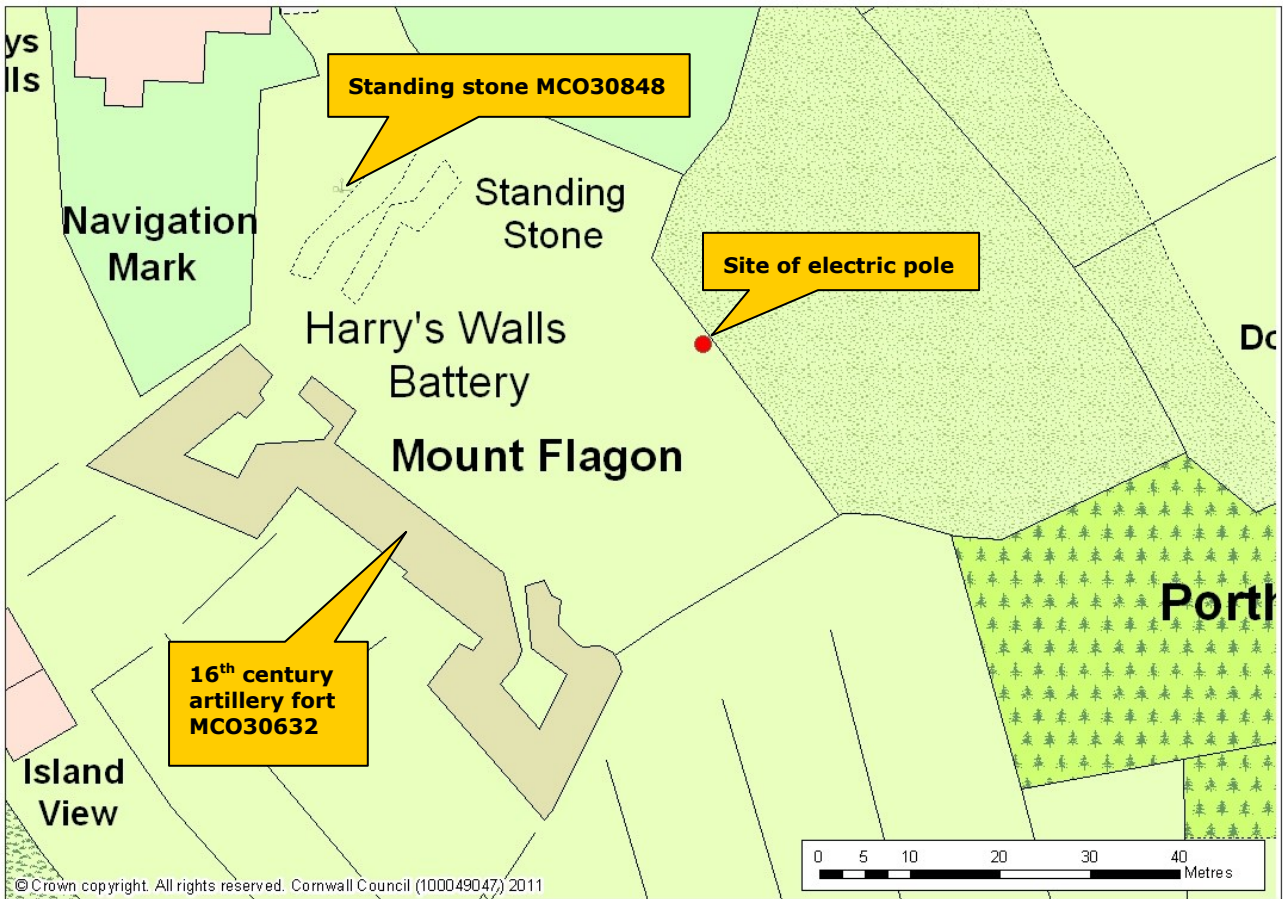 ys
lls
Standing stone MCO30848
Navigation
Mark
Standing
Stone
Site of electric pole
Harry's Walls
Battery
Do
Mount Flagon
Porth
16th century
artillery fort
MCO30632
Island
View
0 5 10 20 30 40
Metres
© Crown copyright. All rights reserved. Cornwall Council (100049047) 2011